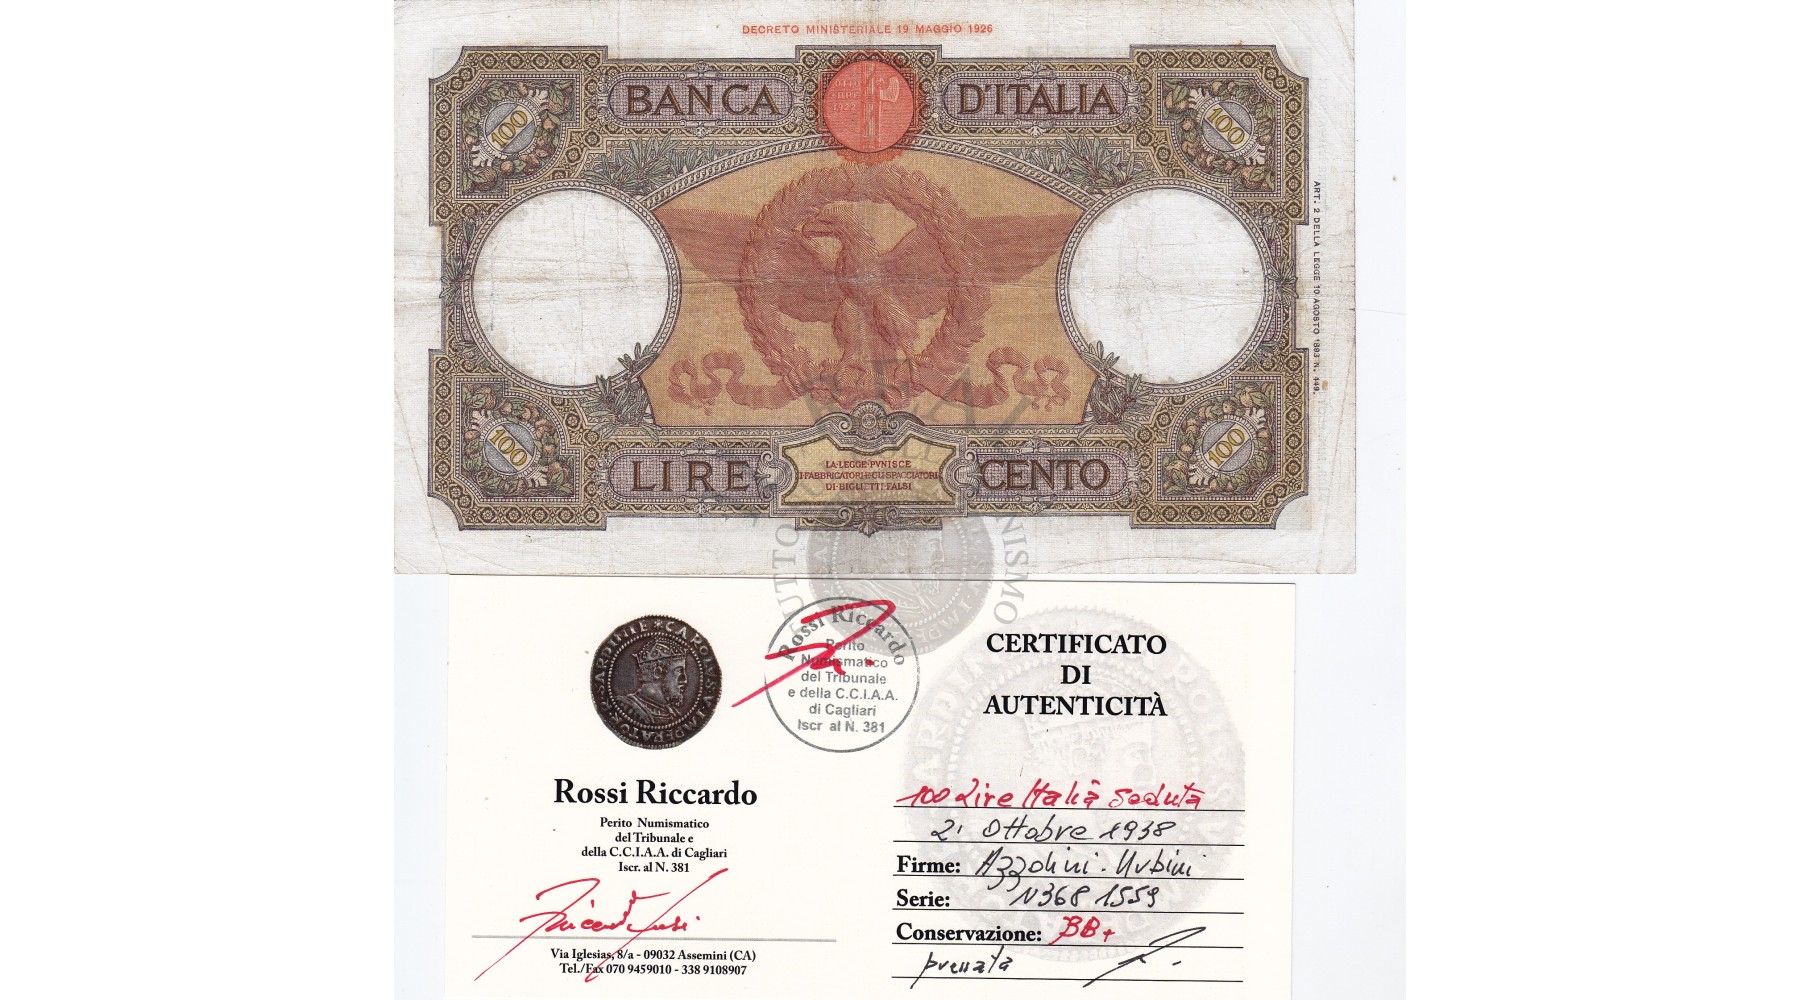 DECRETO MINISTERIALE 19 MAGGIO 1926
BANCA D'ITALIA
100 100
1922
ART. 2 DELLA LEGGE 10 AGOSTO 1893 N. 449.
100 100
LIRE CENTO
LA·LEGGE·PVNISCE
I·FABBRICATORI·E·GLI·SPACCIATORI
DI·BIGLIETTI·FALSI
Rossi Riccardo
Perito
Numismatico
del Tribunale
e della C.C.I.A.A.
di Cagliari
Iscr al N. 381
CERTIFICATO
DI
AUTENTICITÀ
Rossi Riccardo
Perito Numismatico
del Tribunale e
della C.C.I.A.A. di Cagliari
Iscr. al N. 381
Via Iglesias, 8/a - 09032 Assemini (CA)
Tel./Fax 070 9459010 - 338 9108907
100 Lire Italia seduta
21 Ottobre 1938
Firme: Azzolini - Urbini
Serie: N368 1559
Conservazione: BB+
pressata